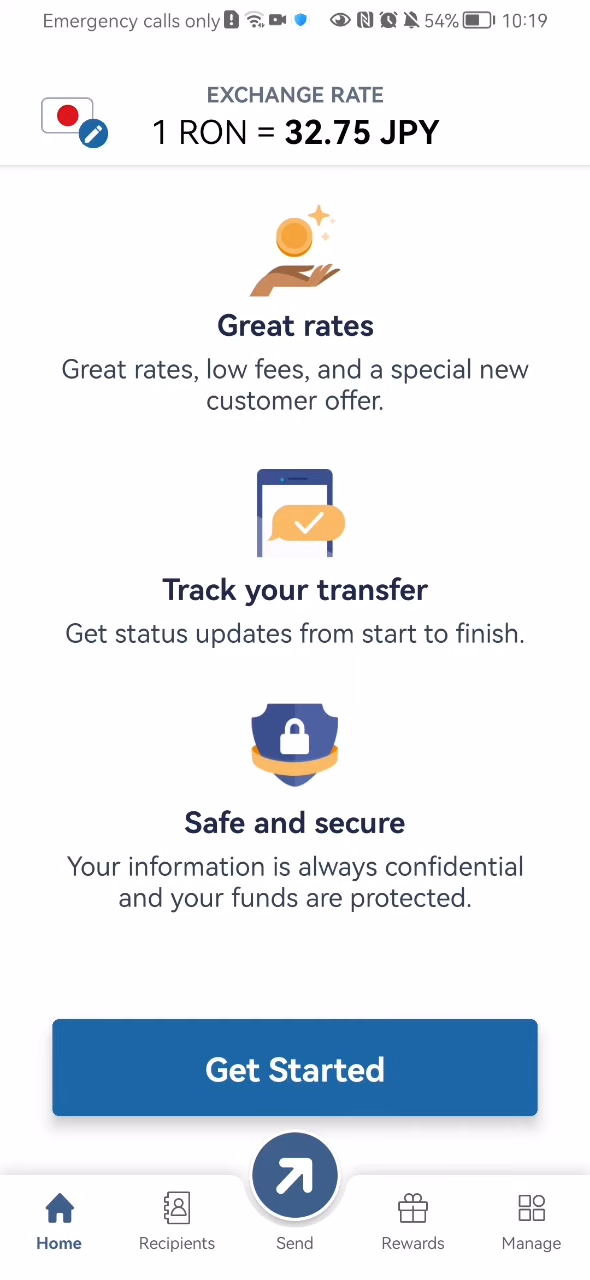 Emergency calls only 54% 10:19
EXCHANGE RATE
1 RON = 32.75 JPY
Great rates
Great rates, low fees, and a special new
customer offer.
Track your transfer
Get status updates from start to finish.
Safe and secure
Your information is always confidential
and your funds are protected.
Get Started
Home Recipients Send Rewards Manage